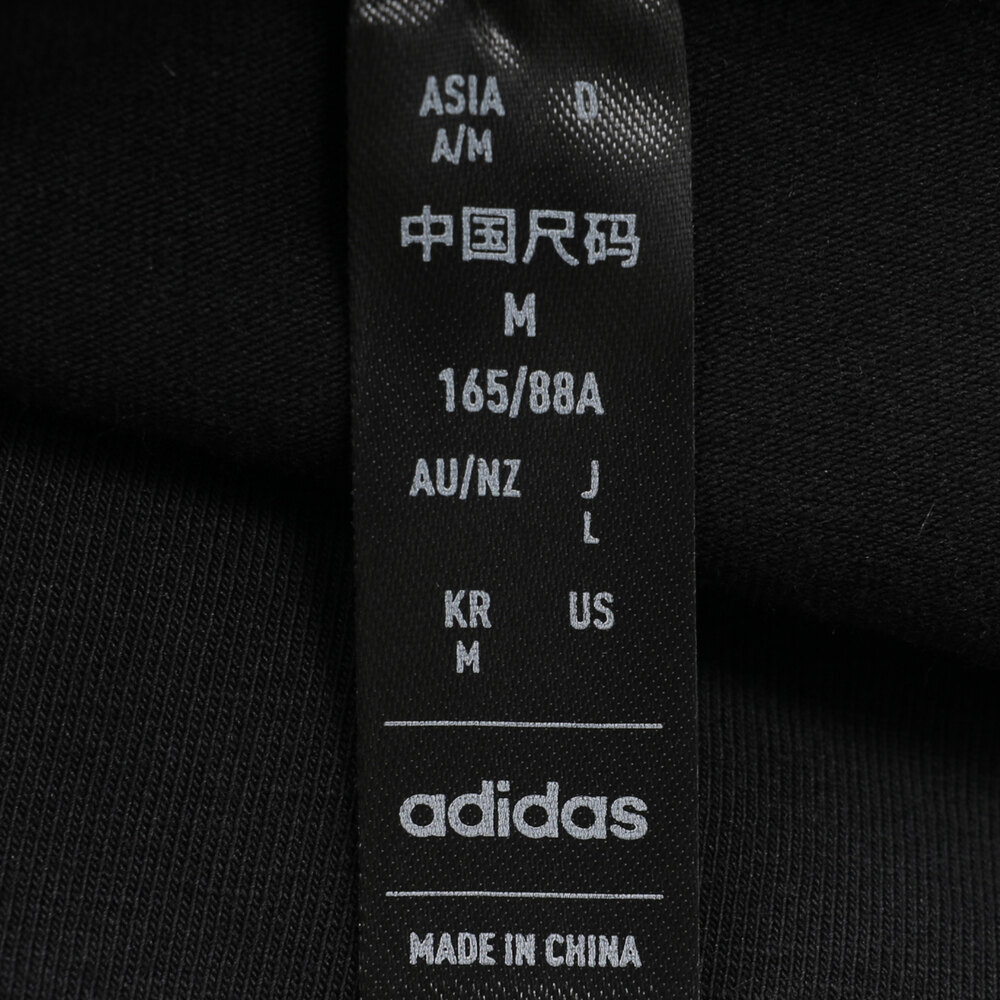 ASIA D
A/M
中国尺码
M
165/88A
AU/NZ J
L
KR US
M
adidas
MADE IN CHINA